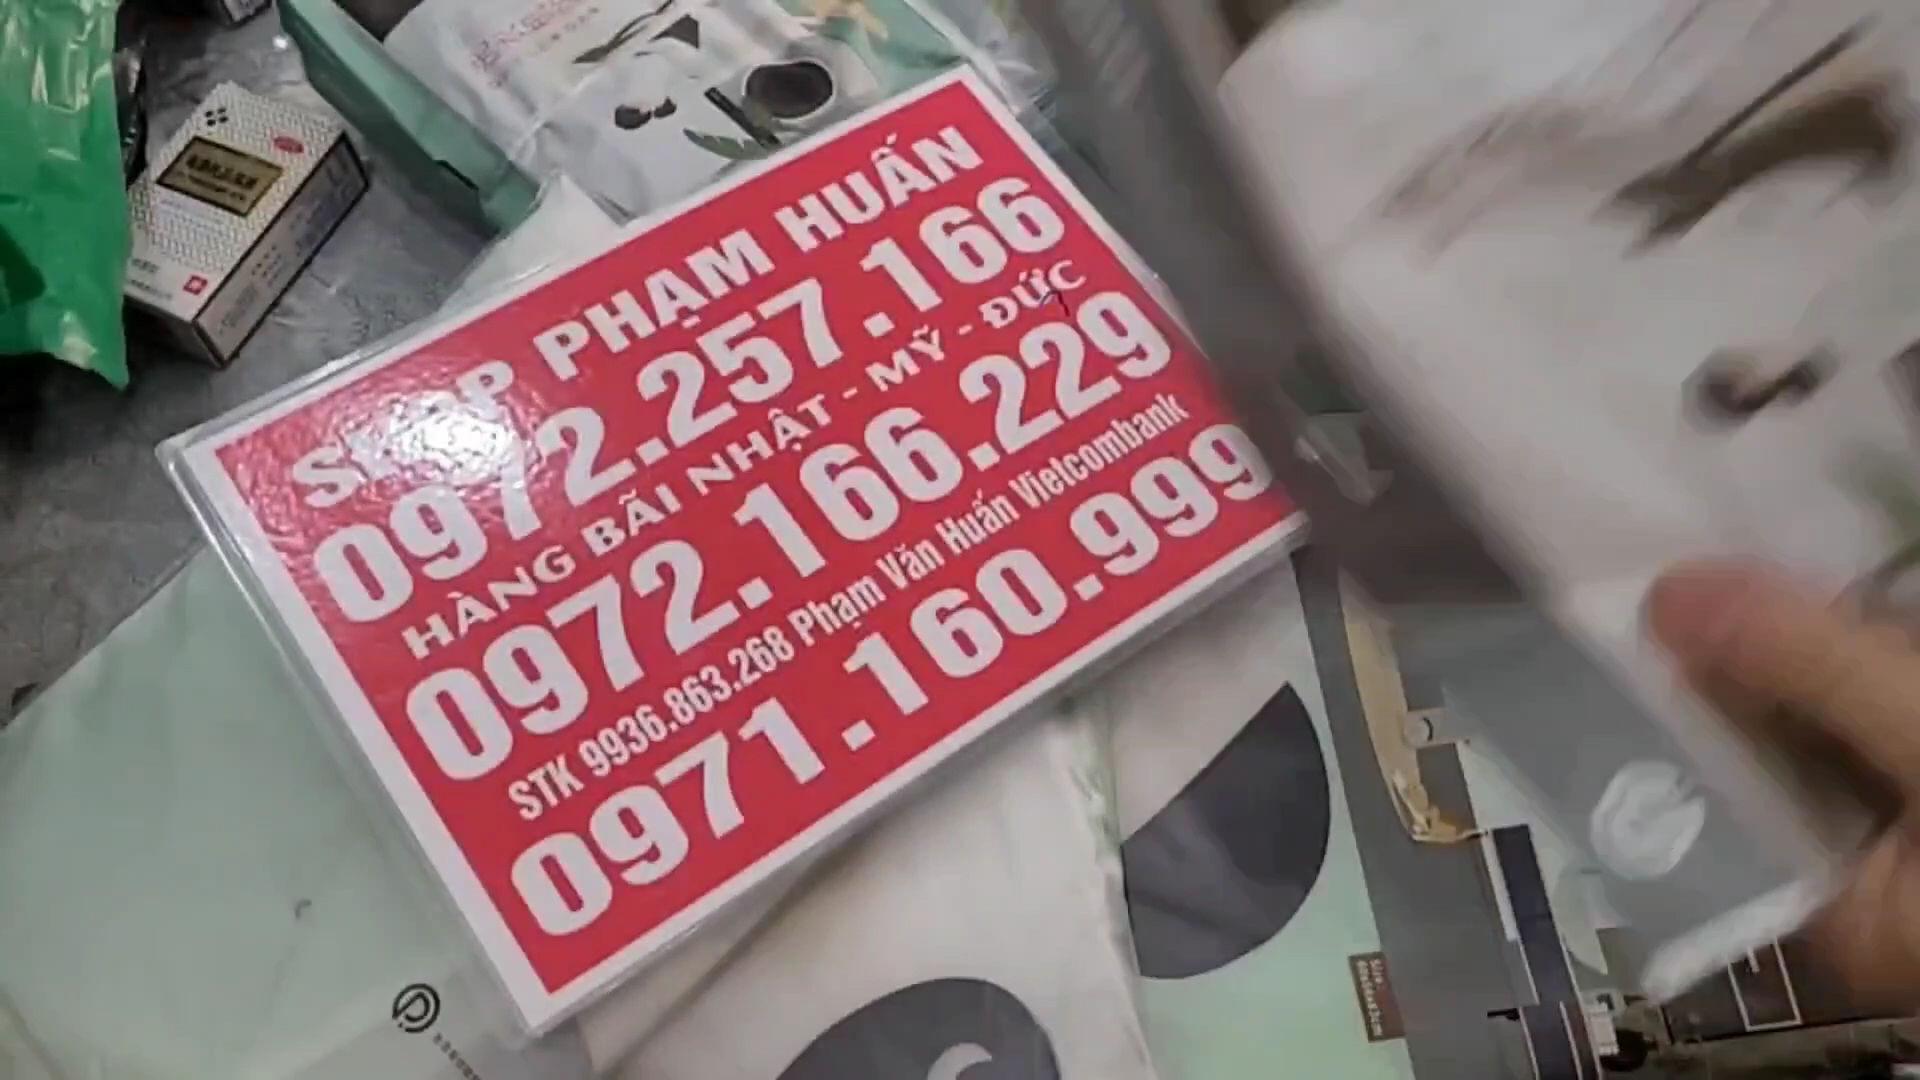 PHẠM HUẤN
0972.257.166
HÀNG BÃI NHẬT - MỸ - ĐỨC
0972.166.229
STK 9936.863.268 Phạm Văn Huấn Vietcombank
0971.160.999